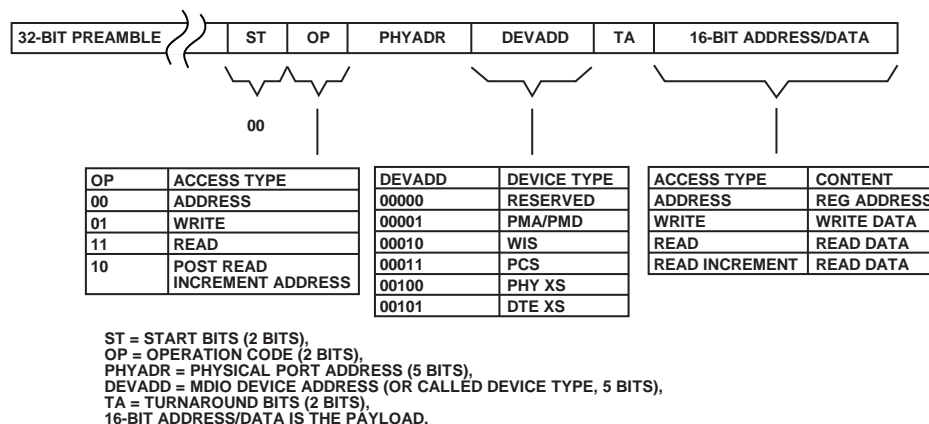 32-BIT PREAMBLE ST OP PHYADR DEVADD TA 16-BIT ADDRESS/DATA
00
OP ACCESS TYPE
00 ADDRESS
01 WRITE
11 READ
10 POST READ
INCREMENT ADDRESS
DEVADD DEVICE TYPE
00000 RESERVED
00001 PMA/PMD
00010 WIS
00011 PCS
00100 PHY XS
00101 DTE XS
ACCESS TYPE CONTENT
ADDRESS REG ADDRESS
WRITE WRITE DATA
READ READ DATA
READ INCREMENT READ DATA
ST = START BITS (2 BITS),
OP = OPERATION CODE (2 BITS),
PHYADR = PHYSICAL PORT ADDRESS (5 BITS),
DEVADD = MDIO DEVICE ADDRESS (OR CALLED DEVICE TYPE, 5 BITS),
TA = TURNAROUND BITS (2 BITS),
16-BIT ADDRESS/DATA IS THE PAYLOAD.